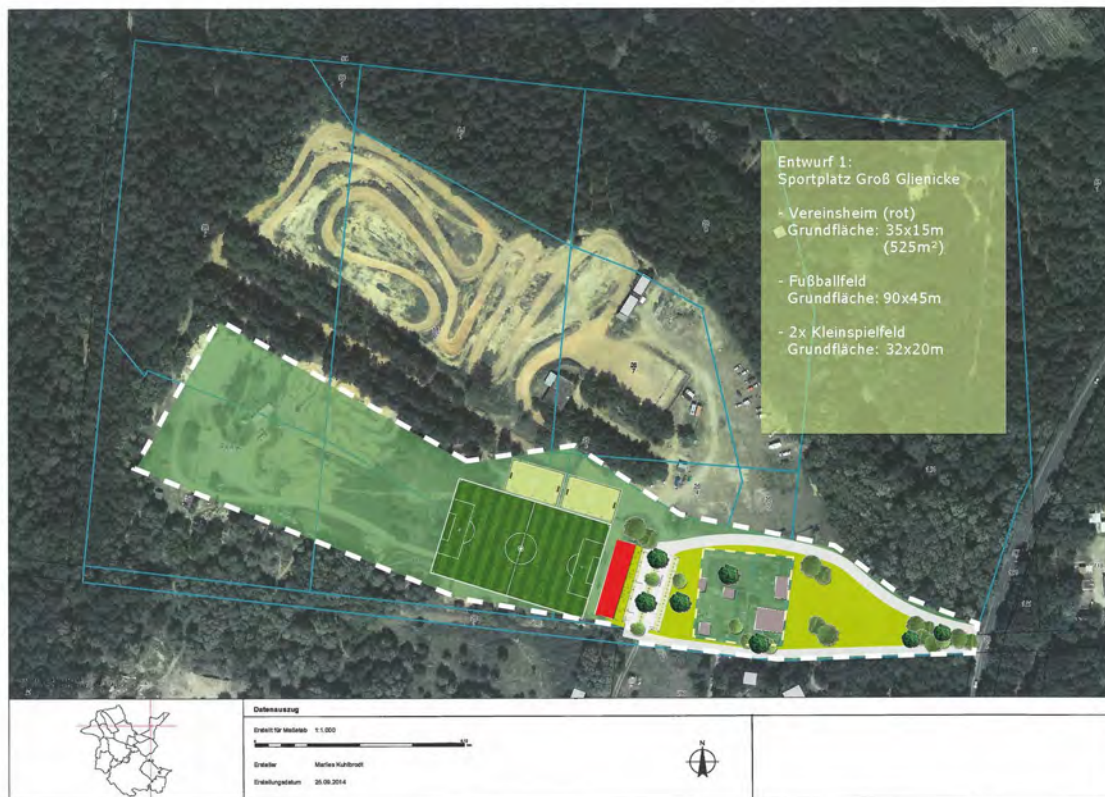 Entwurf 1:
Sportplatz Groß Glienicke
- Vereinsheim (rot)
Grundfläche: 35x15m
(525m²)
- Fußballfeld
Grundfläche: 90x45m
- 2x Kleinspielfeld
Grundfläche: 32x20m
Datenauszug
Erstellt für Maßstab 1:1.000
Ersteller Marlies Kuhlbrodt
Erstellungsdatum 25.09.2014
N